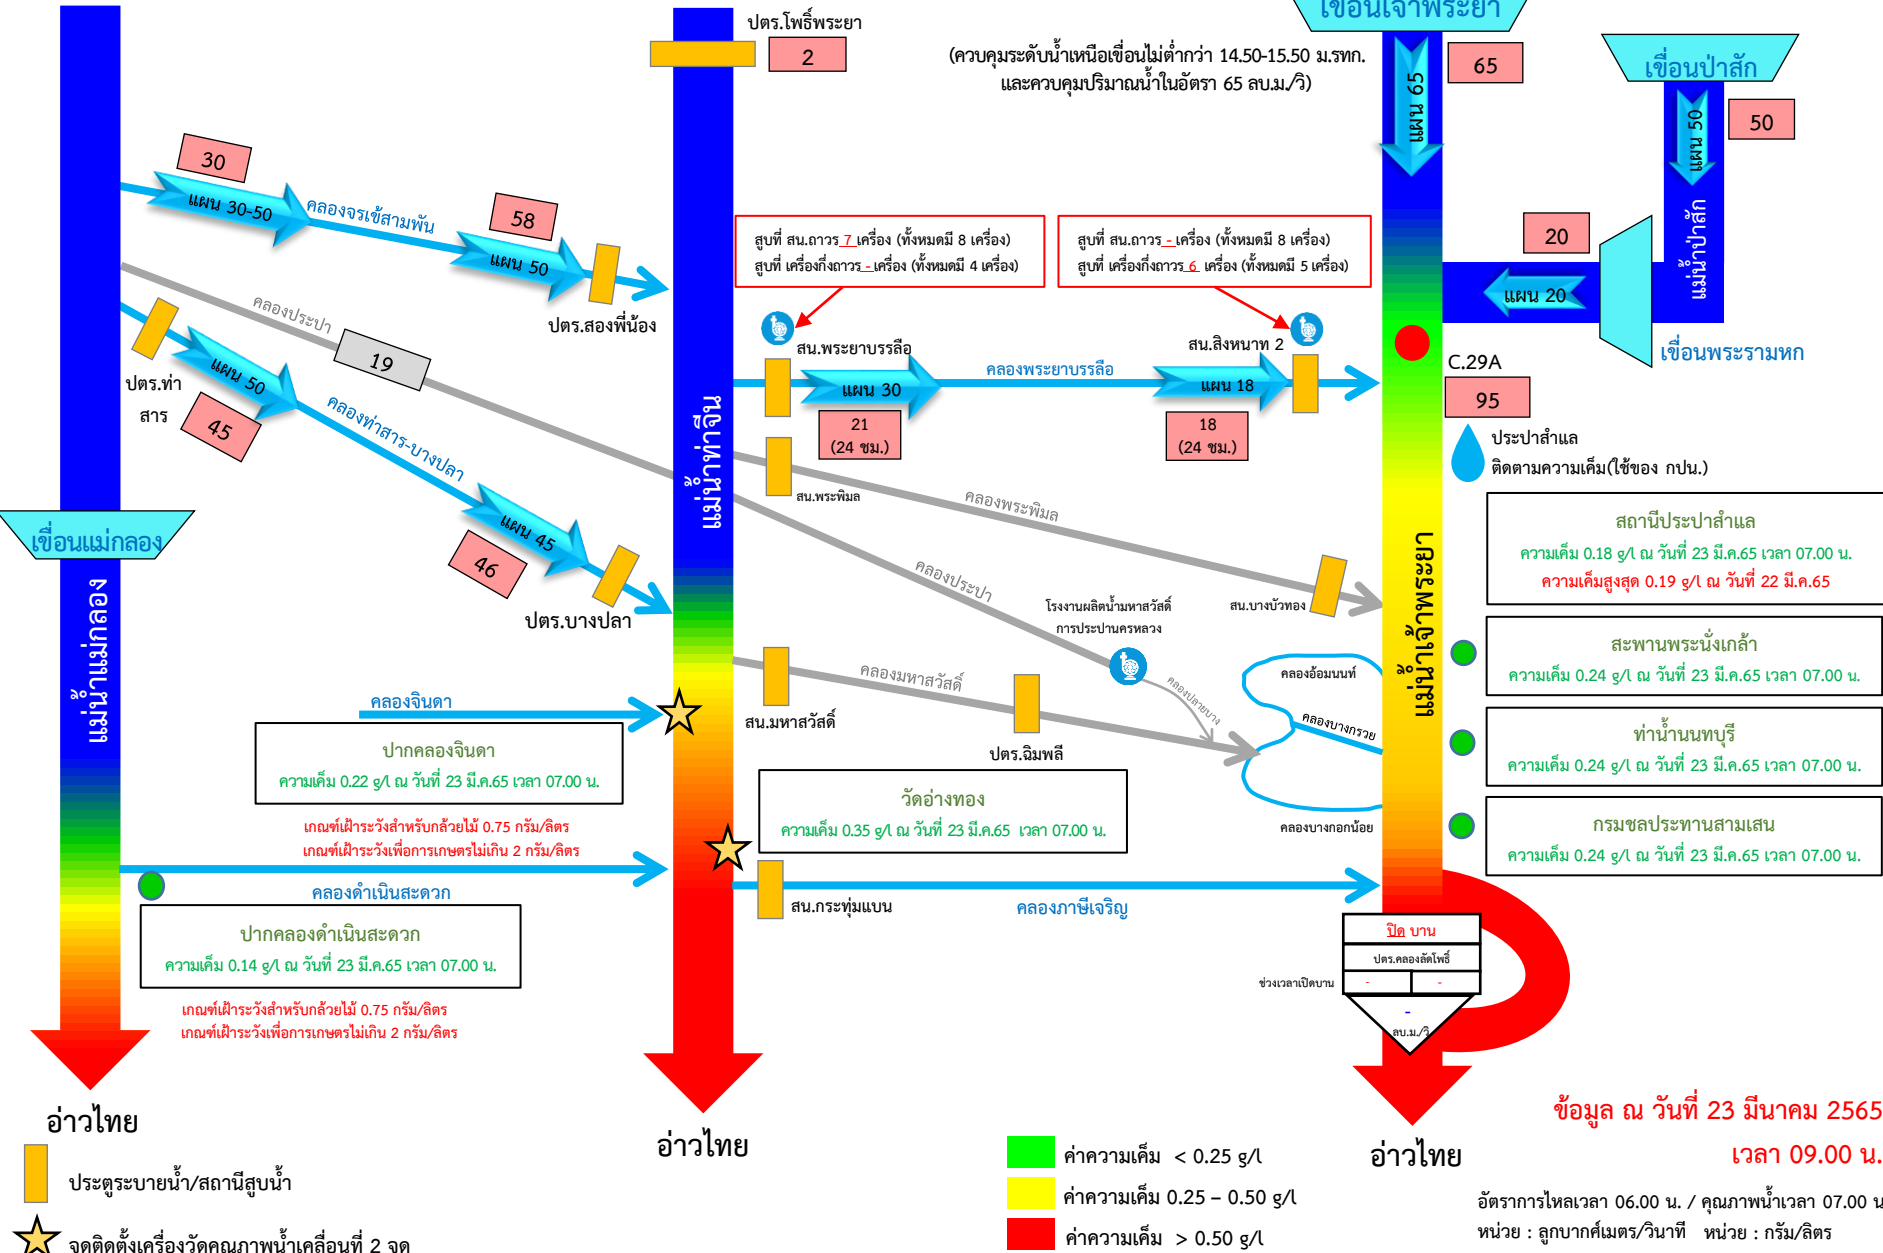 เขื่อนเจ้าพระยา
ปตร.โพธิ์พระยา
2
(ควบคุมระดับน้ำเหนือเขื่อนไม่ต่ำกว่า 14.50-15.50 ม.รทก.
และควบคุมปริมาณน้ำในอัตรา 65 ลบ.ม./วิ)
65
แผน 65
เขื่อนป่าสัก
50
แผน 50
แม่น้ำป่าสัก
30
แผน 30-50
คลองจรเข้สามพัน
58
แผน 50
ปตร.สองพี่น้อง
สูบที่ สน.ถาวร 7 เครื่อง (ทั้งหมดมี 8 เครื่อง)
สูบที่ เครื่องกึ่งถาวร - เครื่อง (ทั้งหมดมี 4 เครื่อง)
สูบที่ สน.ถาวร - เครื่อง (ทั้งหมดมี 8 เครื่อง)
สูบที่ เครื่องกึ่งถาวร 6 เครื่อง (ทั้งหมดมี 5 เครื่อง)
20
แผน 20
เขื่อนพระรามหก
คลองประปา
19
ปตร.ท่า
สาร
แผน 50
45
คลองท่าสาร-บางปลา
แผน 45
46
ปตร.บางปลา
แม่น้ำท่าจีน
สน.พระยาบรรลือ
แผน 30
21
(24 ชม.)
คลองพระยาบรรลือ
สน.สิงหนาท 2
แผน 18
18
(24 ชม.)
C.29A
95
ประปาสำแล
ติดตามความเค็ม(ใช้ของ กปน.)
สน.พระพิมล
คลองพระพิมล
สน.บางบัวทอง
คลองประปา
โรงงานผลิตน้ำมหาสวัสดิ์
การประปานครหลวง
คลองปลายบาง
เขื่อนแม่กลอง
แม่น้ำแม่กลอง
แม่น้ำเจ้าพระยา
สถานีประปาสำแล
ความเค็ม 0.18 g/l ณ วันที่ 23 มี.ค.65 เวลา 07.00 น.
ความเค็มสูงสุด 0.19 g/l ณ วันที่ 22 มี.ค.65
สะพานพระนั่งเกล้า
ความเค็ม 0.24 g/l ณ วันที่ 23 มี.ค.65 เวลา 07.00 น.
ท่าน้ำนนทบุรี
ความเค็ม 0.24 g/l ณ วันที่ 23 มี.ค.65 เวลา 07.00 น.
กรมชลประทานสามเสน
ความเค็ม 0.24 g/l ณ วันที่ 23 มี.ค.65 เวลา 07.00 น.
คลองจินดา
ปากคลองจินดา
ความเค็ม 0.22 g/l ณ วันที่ 23 มี.ค.65 เวลา 07.00 น.
เกณฑ์เฝ้าระวังสำหรับกล้วยไม้ 0.75 กรัม/ลิตร
เกณฑ์เฝ้าระวังเพื่อการเกษตรไม่เกิน 2 กรัม/ลิตร
สน.มหาสวัสดิ์
คลองมหาสวัสดิ์
ปตร.ฉิมพลี
คลองอ้อมนนท์
คลองบางกรวย
คลองบางกอกน้อย
วัดอ่างทอง
ความเค็ม 0.35 g/l ณ วันที่ 23 มี.ค.65 เวลา 07.00 น.
คลองดำเนินสะดวก
ปากคลองดำเนินสะดวก
ความเค็ม 0.14 g/l ณ วันที่ 23 มี.ค.65 เวลา 07.00 น.
เกณฑ์เฝ้าระวังสำหรับกล้วยไม้ 0.75 กรัม/ลิตร
เกณฑ์เฝ้าระวังเพื่อการเกษตรไม่เกิน 2 กรัม/ลิตร
สน.กระทุ่มแบน
คลองภาษีเจริญ
ปิด บาน
ปตร.คลองลัดโพธิ์
ช่วงเวลาเปิดบาน
- -
-
ลบ.ม./วิ
อ่าวไทย
อ่าวไทย
อ่าวไทย
ข้อมูล ณ วันที่ 23 มีนาคม 2565
เวลา 09.00 น.
อัตราการไหลเวลา 06.00 น. / คุณภาพน้ำเวลา 07.00 น
หน่วย : ลูกบากศ์เมตร/วินาที หน่วย : กรัม/ลิตร
ประตูระบายน้ำ/สถานีสูบน้ำ
จุดติดตั้งเครื่องวัดคุณภาพน้ำเคลื่อนที่ 2 จุด
ค่าความเค็ม < 0.25 g/l
ค่าความเค็ม 0.25 – 0.50 g/l
ค่าความเค็ม > 0.50 g/l